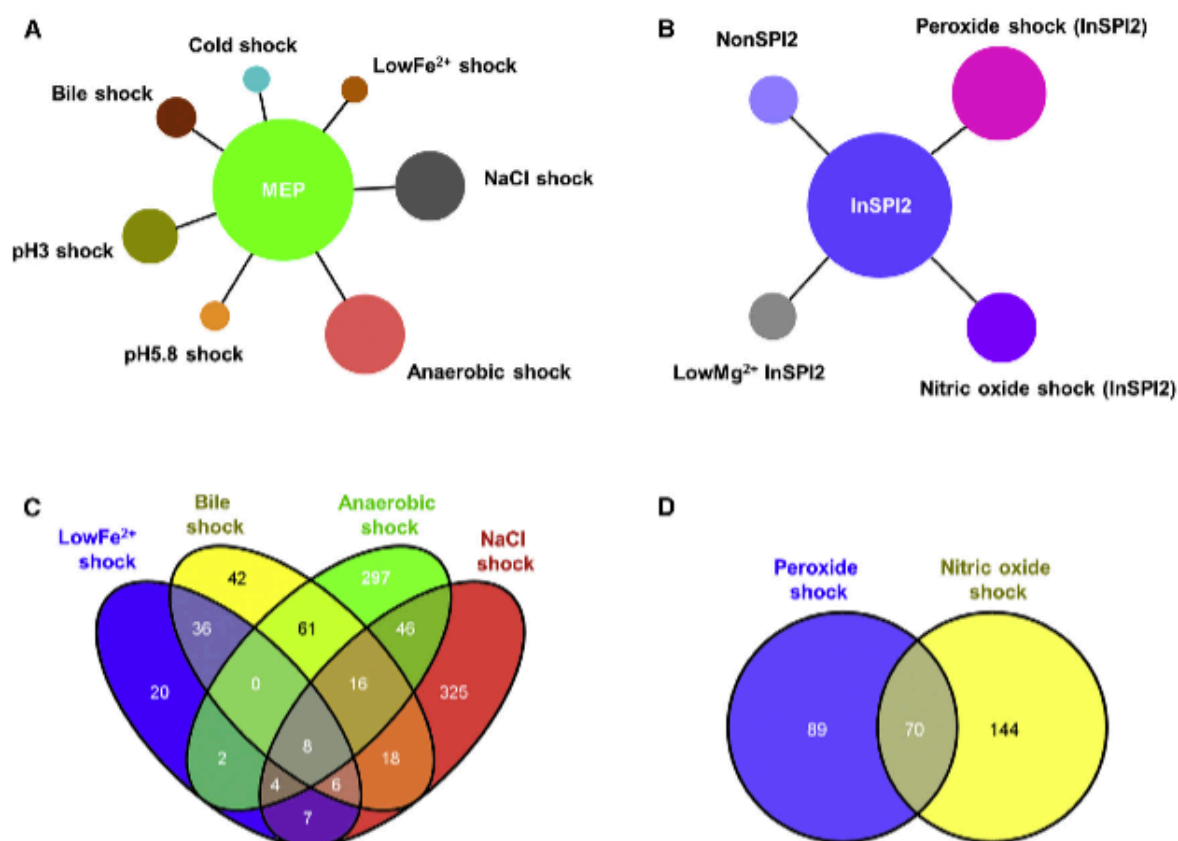 A
Cold shock
LowFe²⁺ shock
Bile shock
MEP
NaCl shock
pH3 shock
pH5.8 shock
Anaerobic shock
B
NonSPI2
Peroxide shock (InSPI2)
InSPI2
LowMg²⁺ InSPI2
Nitric oxide shock (InSPI2)
C
LowFe²⁺
shock
Bile
shock
Anaerobic
shock
NaCl
shock
42
297
36
61
46
20
0
16
325
2
8
18
4
6
7
D
Peroxide
shock
Nitric oxide
shock
89
70
144